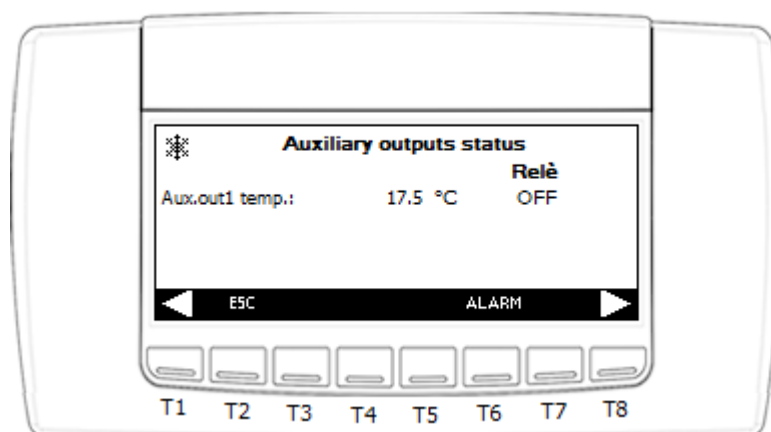 Auxiliary outputs status
Relè
Aux.out1 temp.: 17.5 °C OFF
ESC ALARM
T1 T2 T3 T4 T5 T6 T7 T8